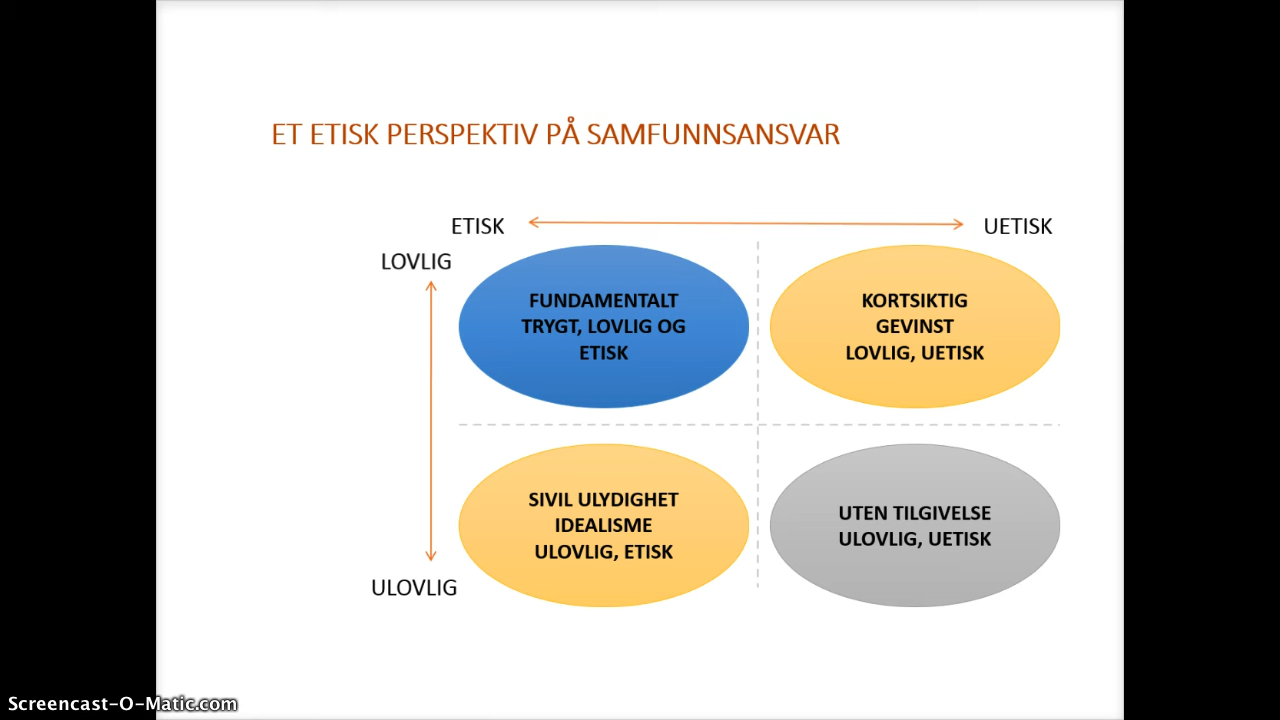 ET ETISK PERSPEKTIV PÅ SAMFUNNSANSVAR
ETISK
UETISK
LOVLIG
FUNDAMENTALT
TRYGT, LOVLIG OG
ETISK
KORTSIKTIG
GEVINST
LOVLIG, UETISK
SIVIL ULYDIGHET
IDEALISME
ULOVLIG, ETISK
UTEN TILGIVELSE
ULOVLIG, UETISK
ULOVLIG
Screencast-O-Matic.com